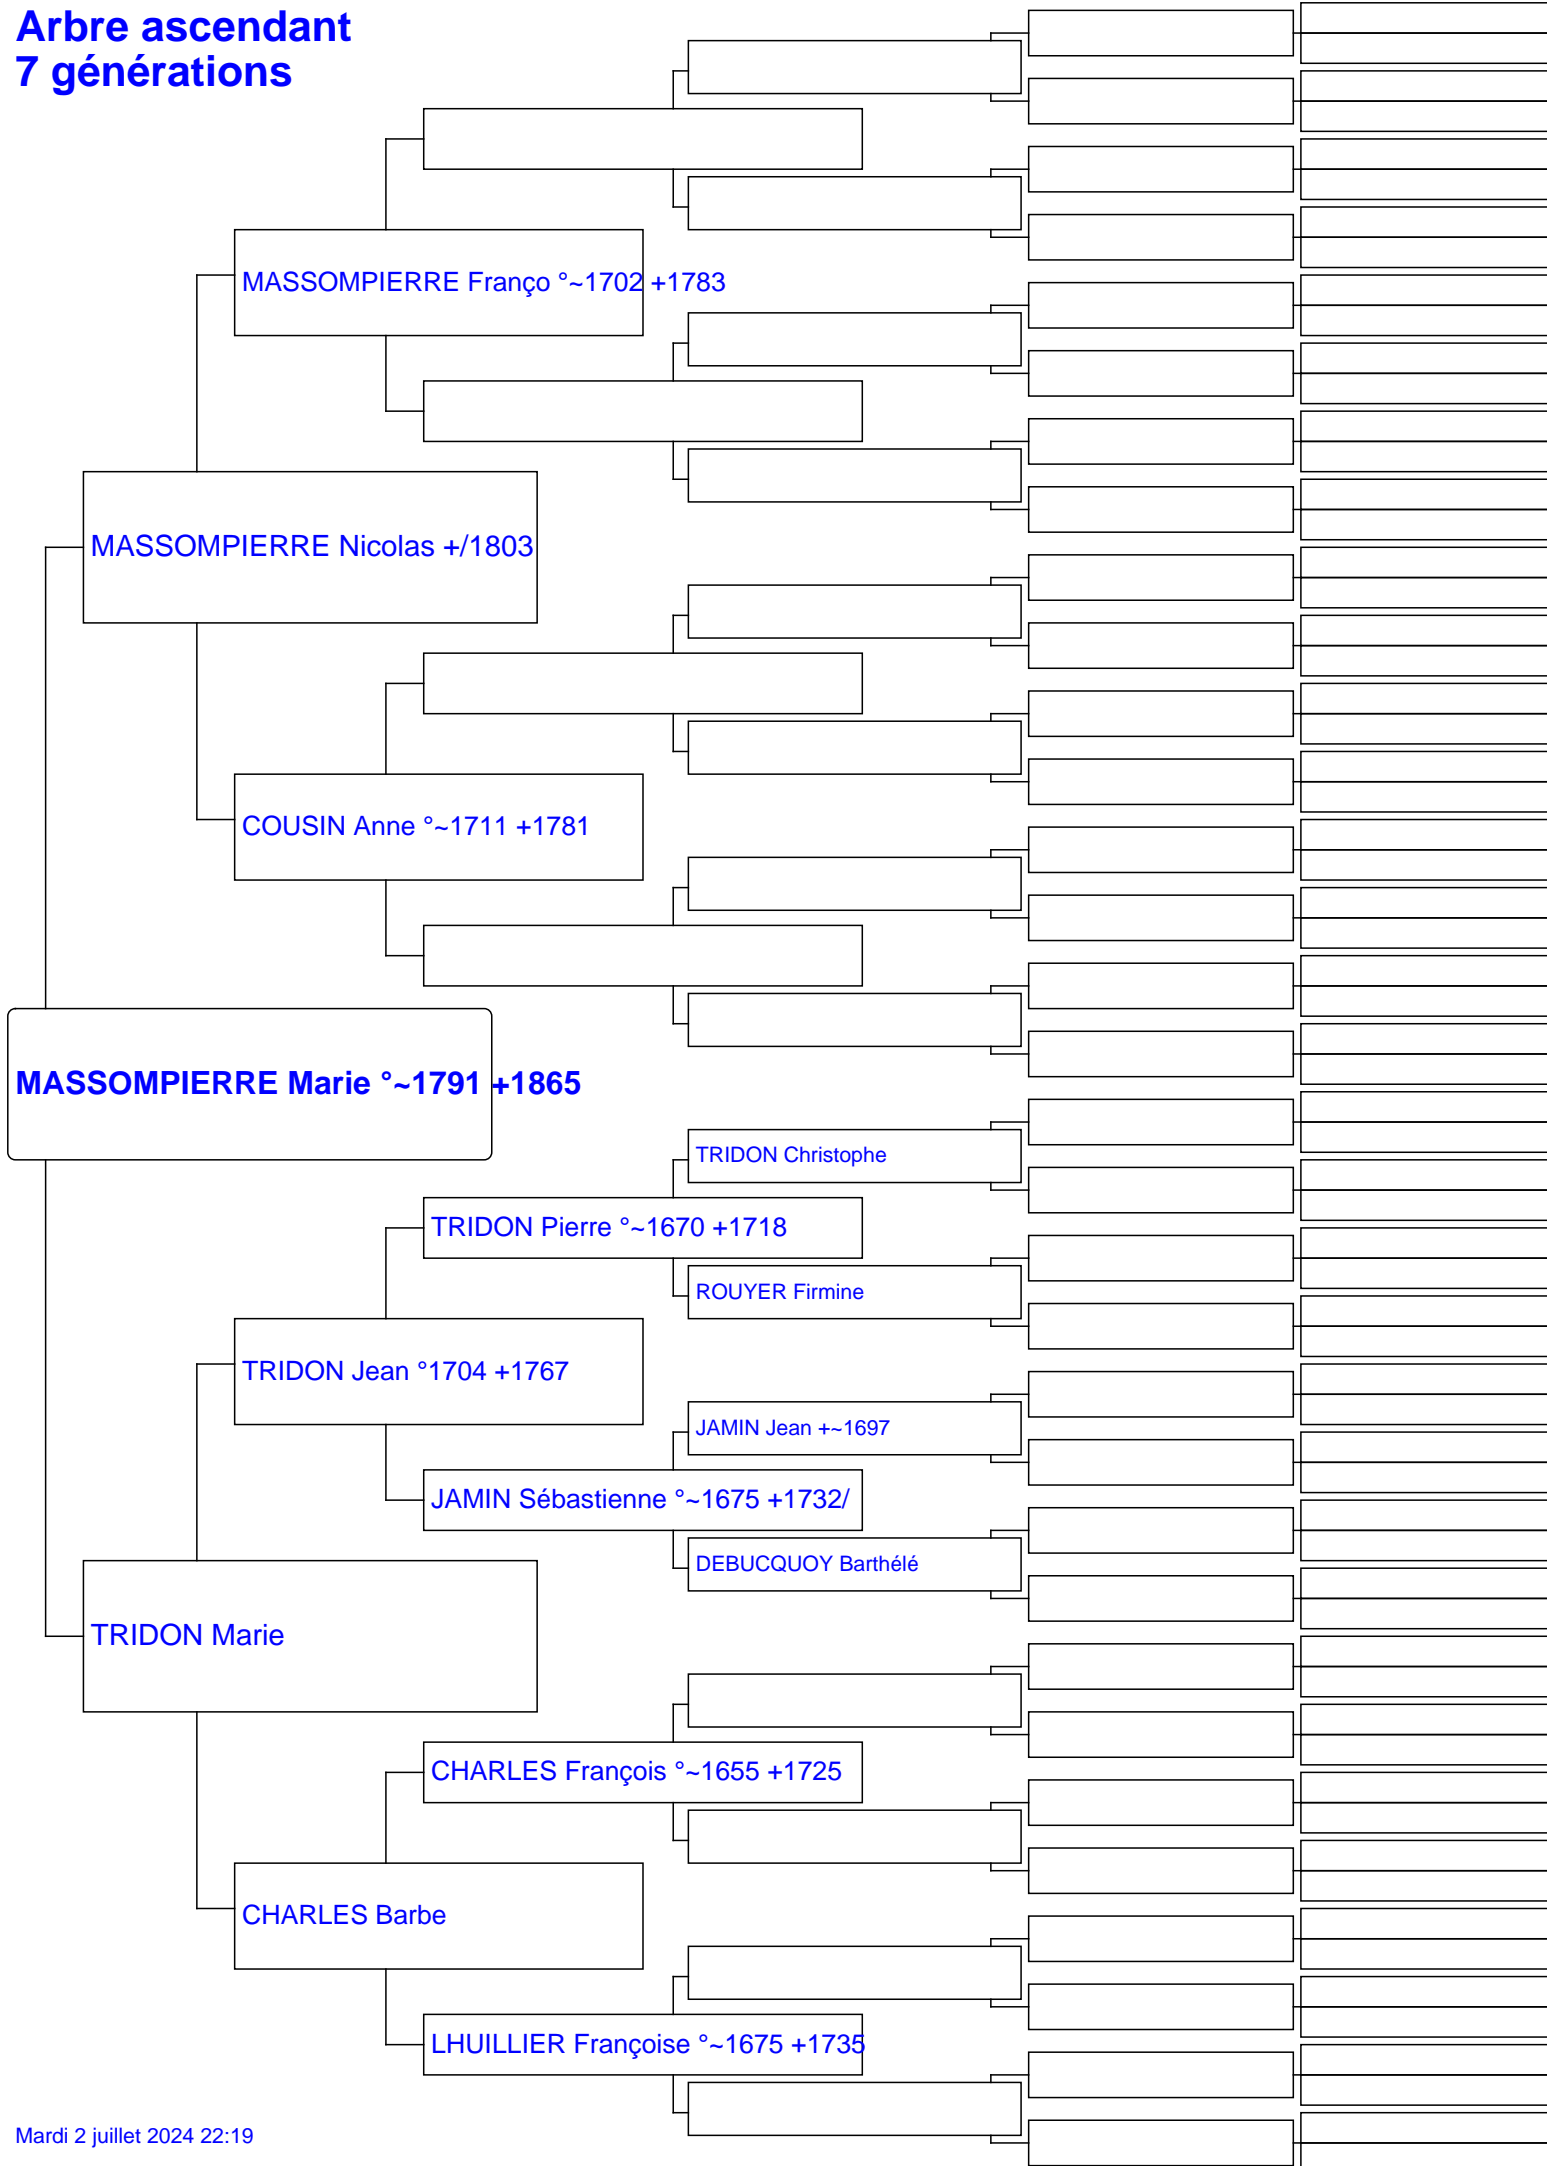 Arbre ascendant
7 générations
MASSOMPIERRE Franço °~1702 +1783
MASSOMPIERRE Nicolas +/1803
COUSIN Anne °~1711 +1781
MASSOMPIERRE Marie °~1791 +1865
TRIDON Christophe
TRIDON Pierre °~1670 +1718
ROUYER Firmine
TRIDON Jean °1704 +1767
JAMIN Jean +~1697
JAMIN Sébastienne °~1675 +1732/
DEBUCQUOY Barthélé
TRIDON Marie
CHARLES François °~1655 +1725
CHARLES Barbe
LHUILLIER Françoise °~1675 +1735
Mardi 2 juillet 2024 22:19